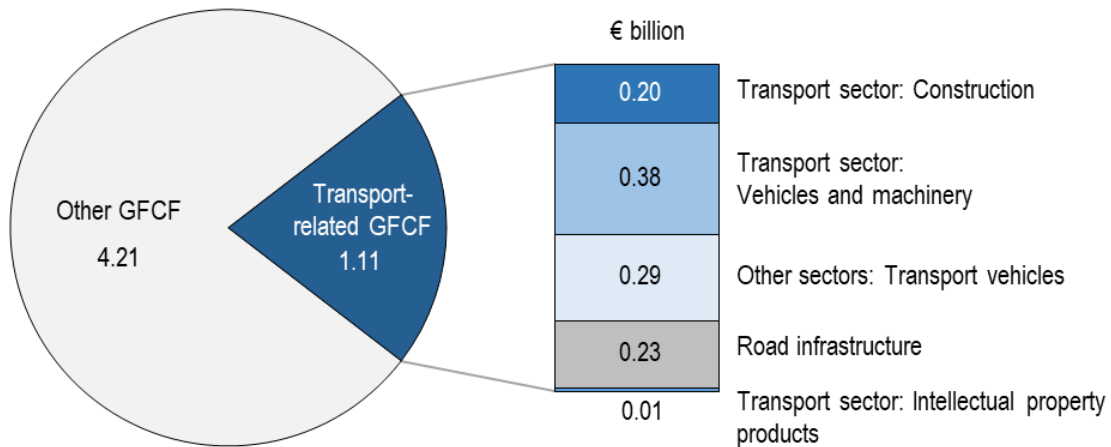 € billion
0.20
Transport sector: Construction
0.38
Transport sector:
Vehicles and machinery
Other GFCF
4.21
Transport-
related GFCF
1.11
0.29
Other sectors: Transport vehicles
0.23
Road infrastructure
0.01
Transport sector: Intellectual property
products